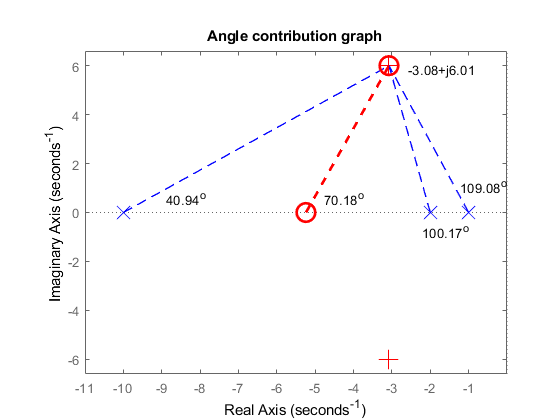 Angle contribution graph
-3.08+j6.01
109.08°
40.94°
70.18°
100.17°
6
4
2
0
-2
-4
-6
-11 -10 -9 -8 -7 -6 -5 -4 -3 -2 -1
Imaginary Axis (seconds⁻¹)
Real Axis (seconds⁻¹)